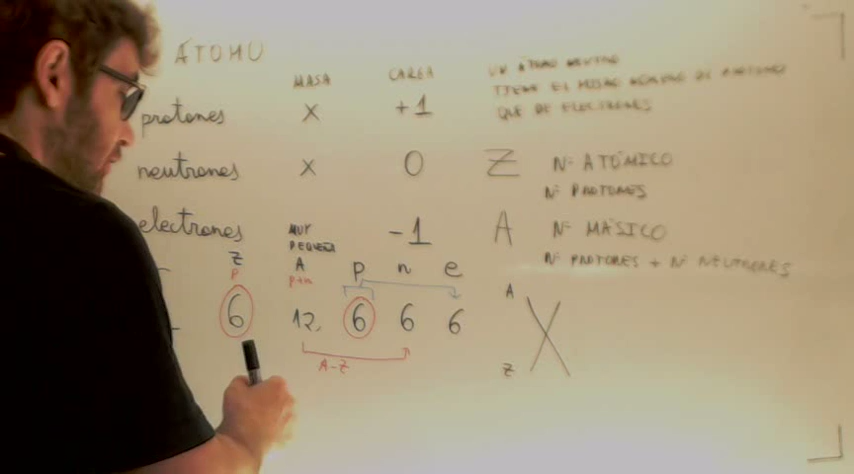 ÁTOMO
MASA CARGA
protones X +1
neutrones X 0
electrones MUY PEQUEÑA -1
UN ÁTOMO NEUTRO
TIENE EL MISMO NÚMERO DE PROTONES
QUE DE ELECTRONES
Z Nº ATÓMICO
Nº PROTONES
A Nº MÁSICO
Nº PROTONES + Nº NEUTRONES
Z A p n e
P P+n
6 12 6 6 6
A-Z
A
X
Z